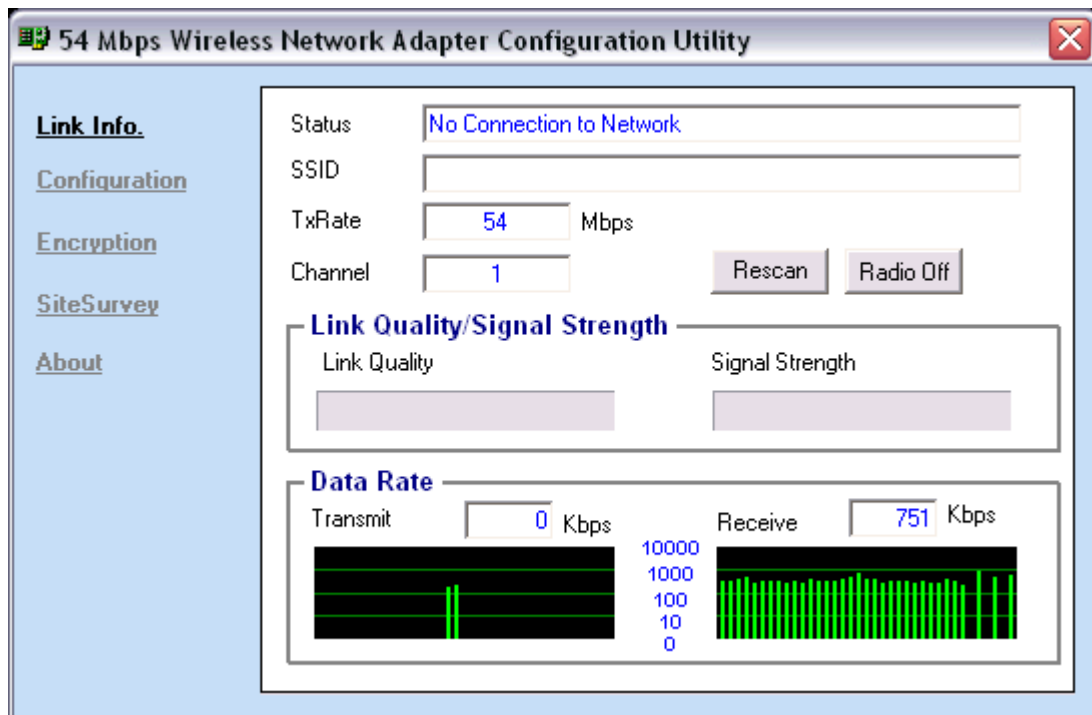 54 Mbps Wireless Network Adapter Configuration Utility
Link Info.
Configuration
Encryption
SiteSurvey
About
Status No Connection to Network
SSID
TxRate 54 Mbps
Channel 1 Rescan Radio Off
Link Quality/Signal Strength
Link Quality Signal Strength
Data Rate
Transmit 0 Kbps Receive 751 Kbps
10000
1000
100
10
0